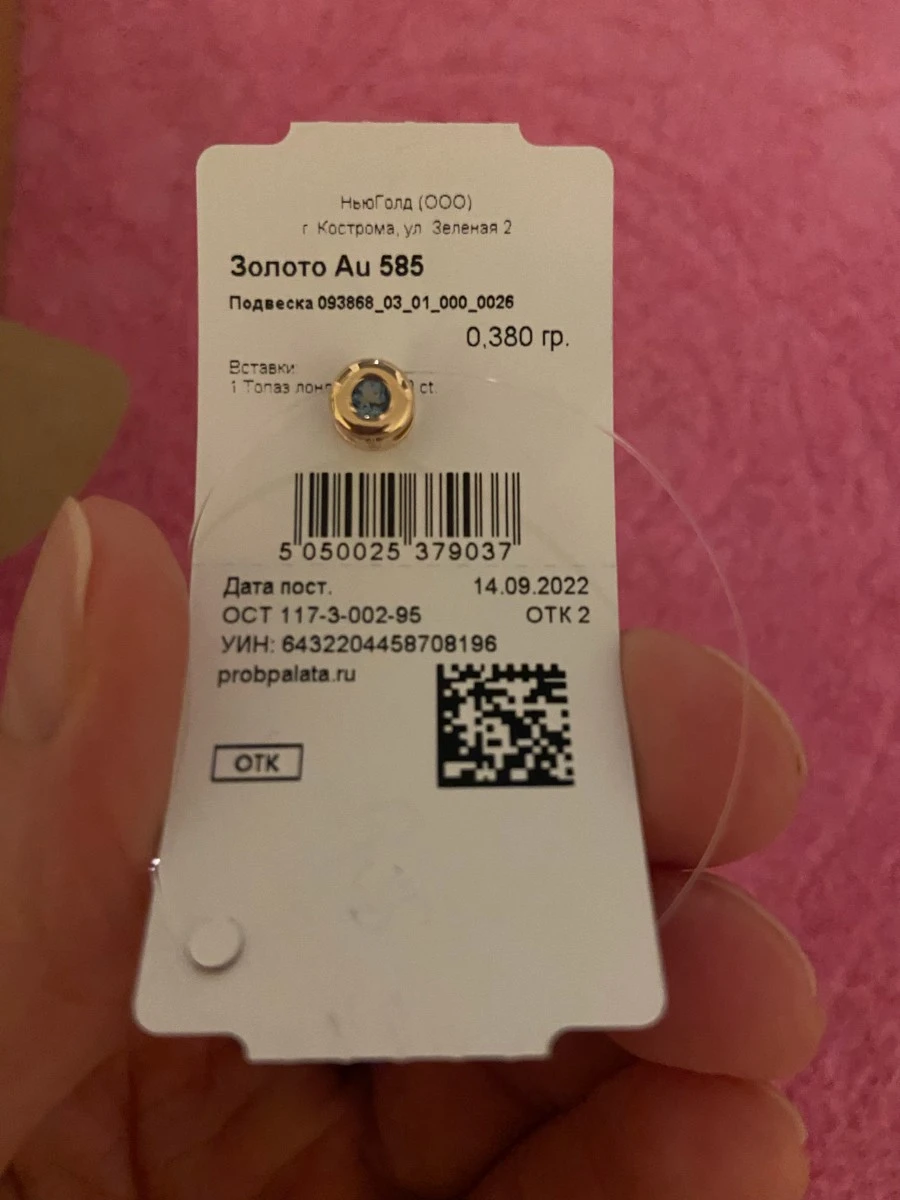 НьюГолд (ООО)
г. Кострома, ул. Зеленая 2
Золото Au 585
Подвеска 093868_03_01_000_0026
0,380 гр.
Вставки:
1 Топаз ct.
5 050025 379037
Дата пост. 14.09.2022
ОСТ 117-3-002-95 ОТК 2
УИН: 6432204458708196
probpalata.ru
ОТК